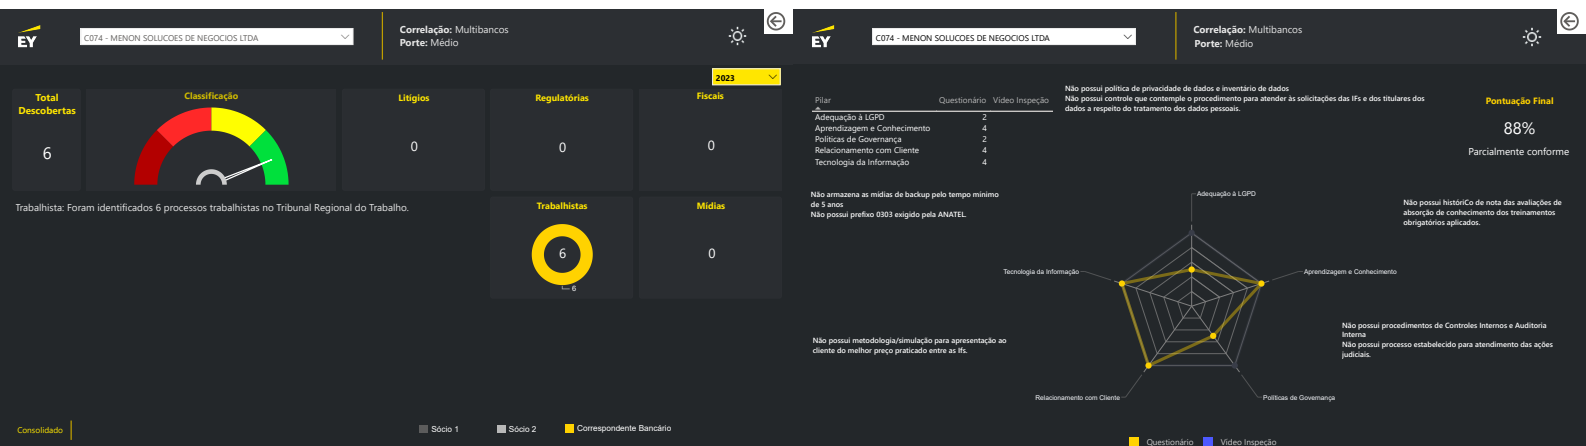 EY
C074 - MENON SOLUCOES DE NEGOCIOS LTDA
Correlação: Multibancos
Porte: Médio
2023
Total
Descobertas
6
Classificação
Litígios
0
Regulatórias
0
Fiscais
0
Trabalhista: Foram identificados 6 processos trabalhistas no Tribunal Regional do Trabalho.
Trabalhistas
6
6
Mídias
0
Consolidado
Sócio 1
Sócio 2
Correspondente Bancário
EY
C074 - MENON SOLUCOES DE NEGOCIOS LTDA
Correlação: Multibancos
Porte: Médio
Pilar Questionário Vídeo Inspeção
Adequação à LGPD 2
Aprendizagem e Conhecimento 4
Políticas de Governança 2
Relacionamento com Cliente 4
Tecnologia da Informação 4
Não possui política de privacidade de dados e inventário de dados
Não possui controle que contemple o procedimento para atender às solicitações das IFs e dos titulares dos
dados a respeito do tratamento dos dados pessoais.
Pontuação Final
88%
Parcialmente conforme
Não armazena as mídias de backup pelo tempo mínimo
de 5 anos
Não possui prefixo 0303 exigido pela ANATEL.
Adequação à LGPD
Não possui históriCo de nota das avaliações de
absorção de conhecimento dos treinamentos
obrigatórios aplicados.
Tecnologia da Informação
Aprendizagem e Conhecimento
Não possui metodologia/simulação para apresentação ao
cliente do melhor preço praticado entre as Ifs.
Não possui procedimentos de Controles Internos e Auditoria
Interna
Não possui processo estabelecido para atendimento das ações
judiciais.
Relacionamento com Cliente
Políticas de Governança
Questionário
Vídeo Inspeção